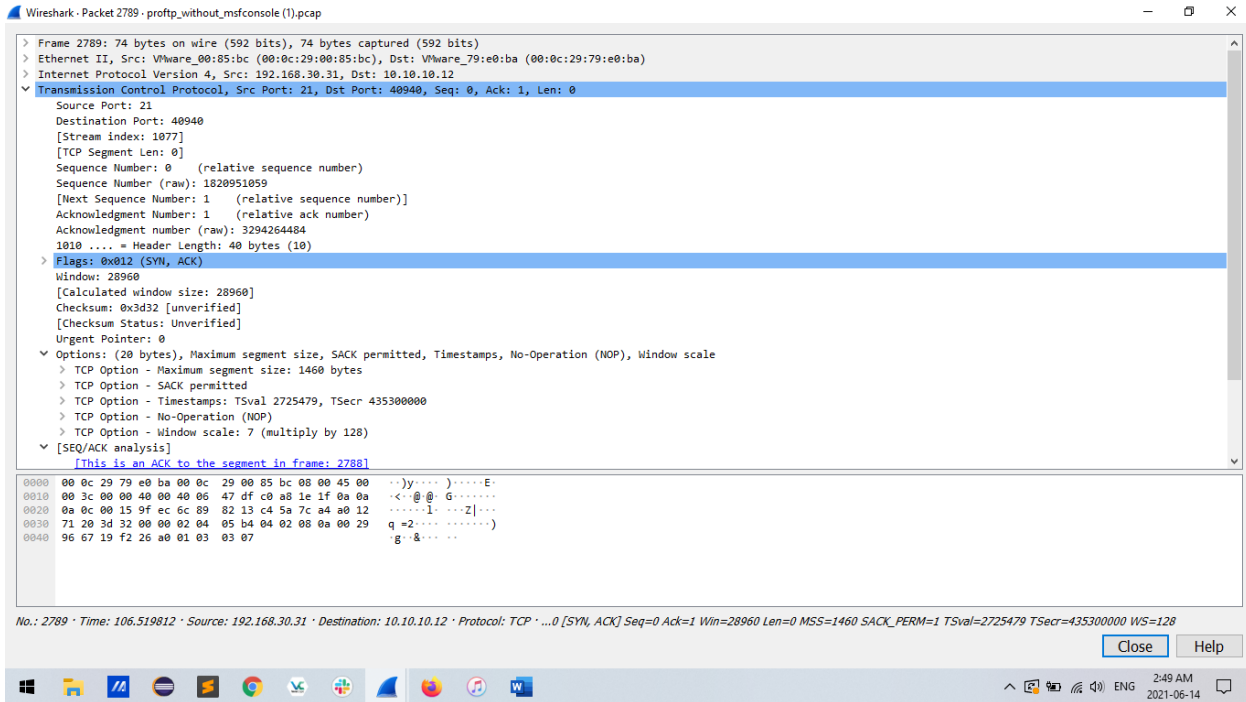 Wireshark · Packet 2789 · proftp_without_msfconsole (1).pcap
> Frame 2789: 74 bytes on wire (592 bits), 74 bytes captured (592 bits)
> Ethernet II, Src: VMware_00:85:bc (00:0c:29:00:85:bc), Dst: VMware_79:e0:ba (00:0c:29:79:e0:ba)
> Internet Protocol Version 4, Src: 192.168.30.31, Dst: 10.10.10.12
Transmission Control Protocol, Src Port: 21, Dst Port: 40940, Seq: 0, Ack: 1, Len: 0
Source Port: 21
Destination Port: 40940
[Stream index: 1077]
[TCP Segment Len: 0]
Sequence Number: 0 (relative sequence number)
Sequence Number (raw): 1820951059
[Next Sequence Number: 1 (relative sequence number)]
Acknowledgment Number: 1 (relative ack number)
Acknowledgment number (raw): 3294264484
1010 .... = Header Length: 40 bytes (10)
> Flags: 0x012 (SYN, ACK)
Window: 28960
[Calculated window size: 28960]
Checksum: 0x3d32 [unverified]
[Checksum Status: Unverified]
Urgent Pointer: 0
Options: (20 bytes), Maximum segment size, SACK permitted, Timestamps, No-Operation (NOP), Window scale
> TCP Option - Maximum segment size: 1460 bytes
> TCP Option - SACK permitted
> TCP Option - Timestamps: TSval 2725479, TSecr 435300000
> TCP Option - No-Operation (NOP)
> TCP Option - Window scale: 7 (multiply by 128)
[SEQ/ACK analysis]
[This is an ACK to the segment in frame: 2788]
0000 00 0c 29 79 e0 ba 00 0c 29 00 85 bc 08 00 45 00 ··)y···· )·····E·
0010 00 3c 00 00 40 00 40 06 47 df c0 a8 1e 1f 0a 0a ·<··@·@· G·······
0020 0a 0c 00 15 9f ec 6c 89 82 13 c4 5a 7c a4 a0 12 ······l· ···Z|···
0030 71 20 3d 32 00 00 02 04 05 b4 04 02 08 0a 00 29 q =2···· ·······)
0040 96 67 19 f2 26 a0 01 03 03 07 ·g··&··· ··
No.: 2789 · Time: 106.519812 · Source: 192.168.30.31 · Destination: 10.10.10.12 · Protocol: TCP · ...0 [SYN, ACK] Seq=0 Ack=1 Win=28960 Len=0 MSS=1460 SACK_PERM=1 TSval=2725479 TSecr=435300000 WS=128
Close Help
ENG 2:49 AM
2021-06-14